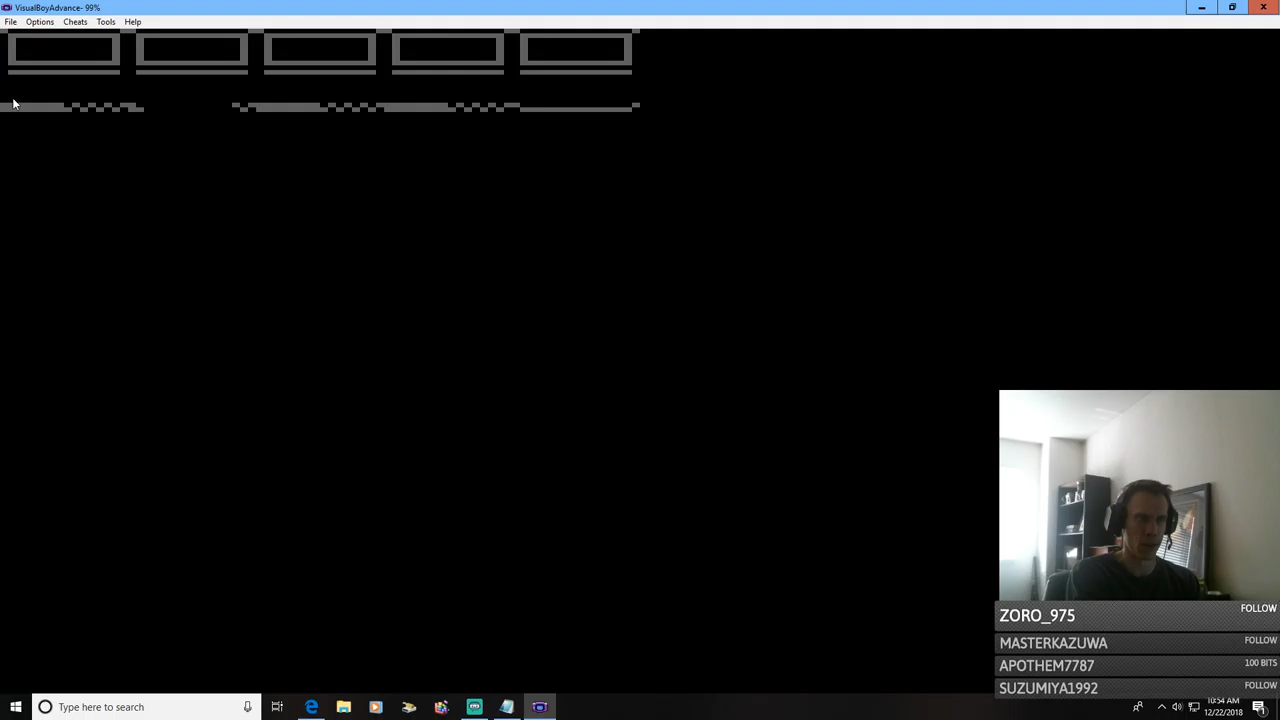 VisualBoyAdvance- 99%
File Options Cheats Tools Help
ZORO_975 FOLLOW
MASTERKAZUWA FOLLOW
APOTHEM7787 100 BITS
SUZUMIYA1992 FOLLOW
Type here to search
10:54 AM
12/22/2018
1